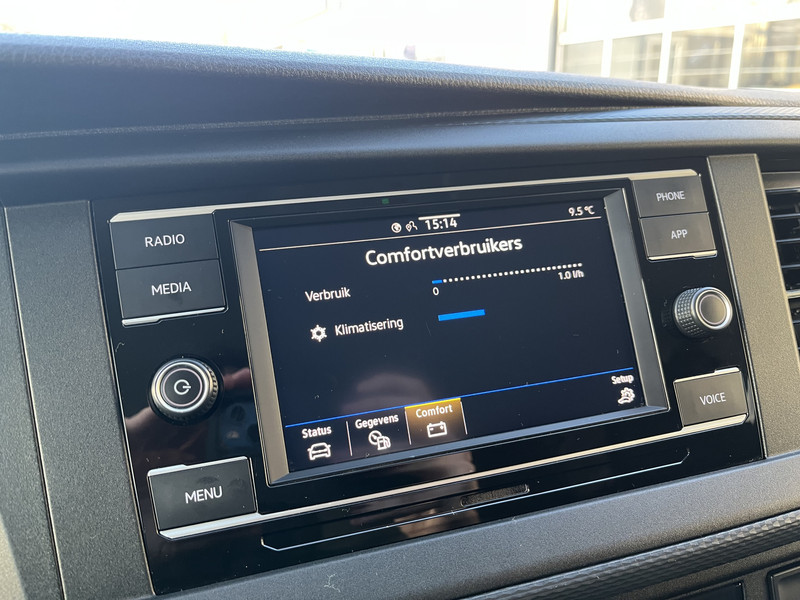 RADIO
MEDIA
MENU
15:14
9.5°C
Comfortverbruikers
Verbruik
0
1.0 l/h
Klimatisering
Status
Gegevens
Comfort
Setup
PHONE
APP
VOICE